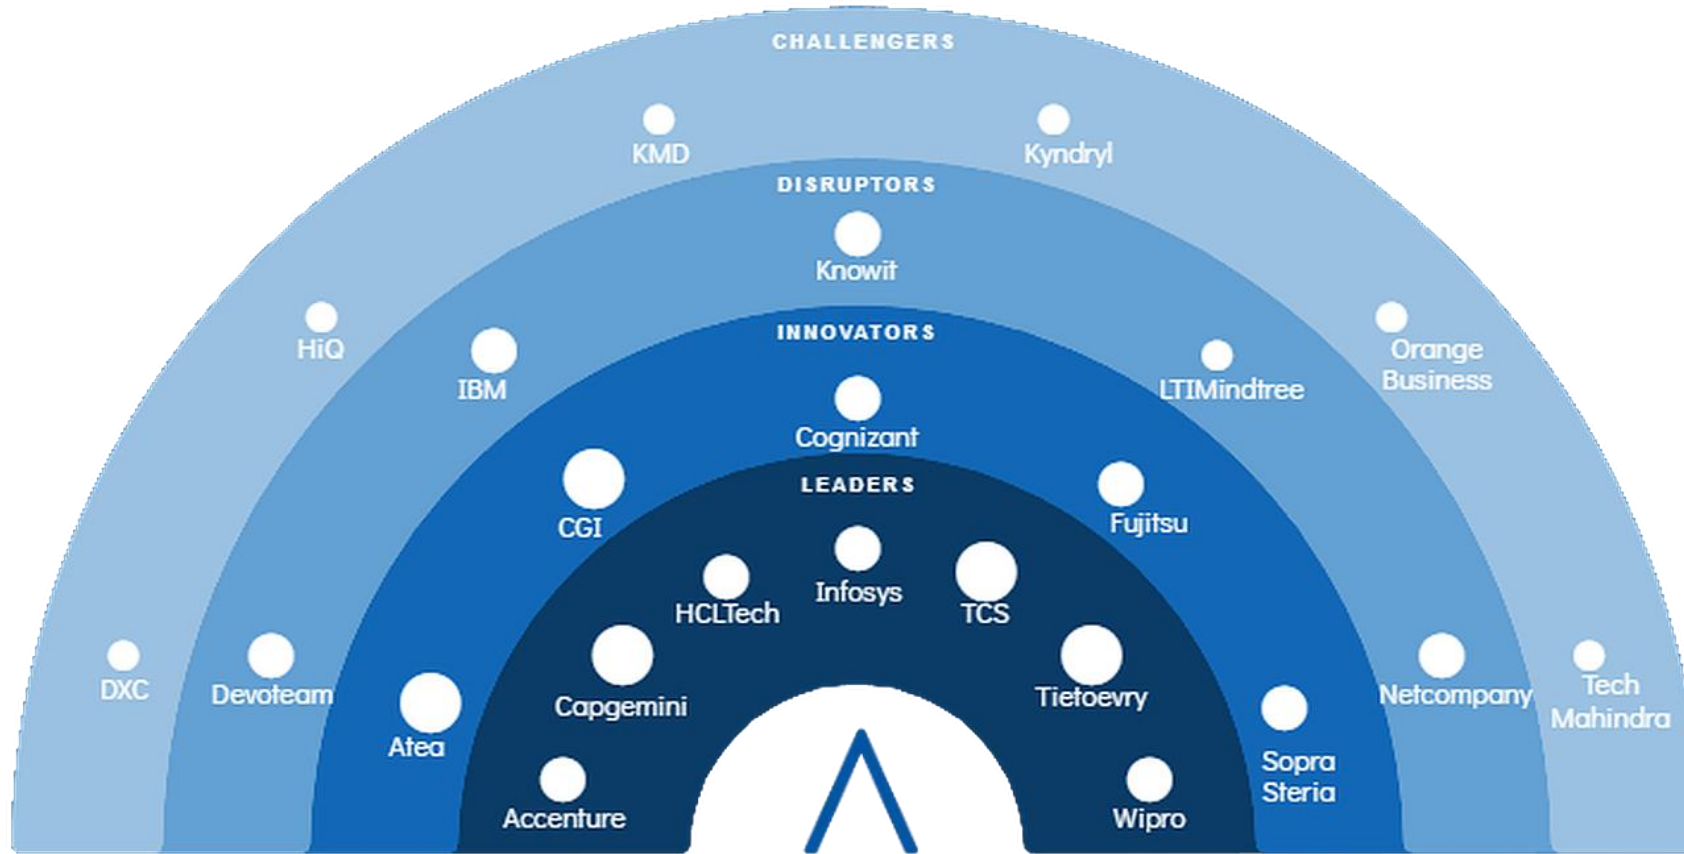 CHALLENGERS
KMD
Kyndryl
HiQ
Orange
Business
DXC
Tech
Mahindra
DISRUPTORS
Knowit
IBM
LTIMindtree
Devoteam
Netcompany
INNOVATORS
Cognizant
CGI
Fujitsu
Atea
Sopra
Steria
LEADERS
Infosys
HCLTech
TCS
Capgemini
Tietoevry
Accenture
Wipro